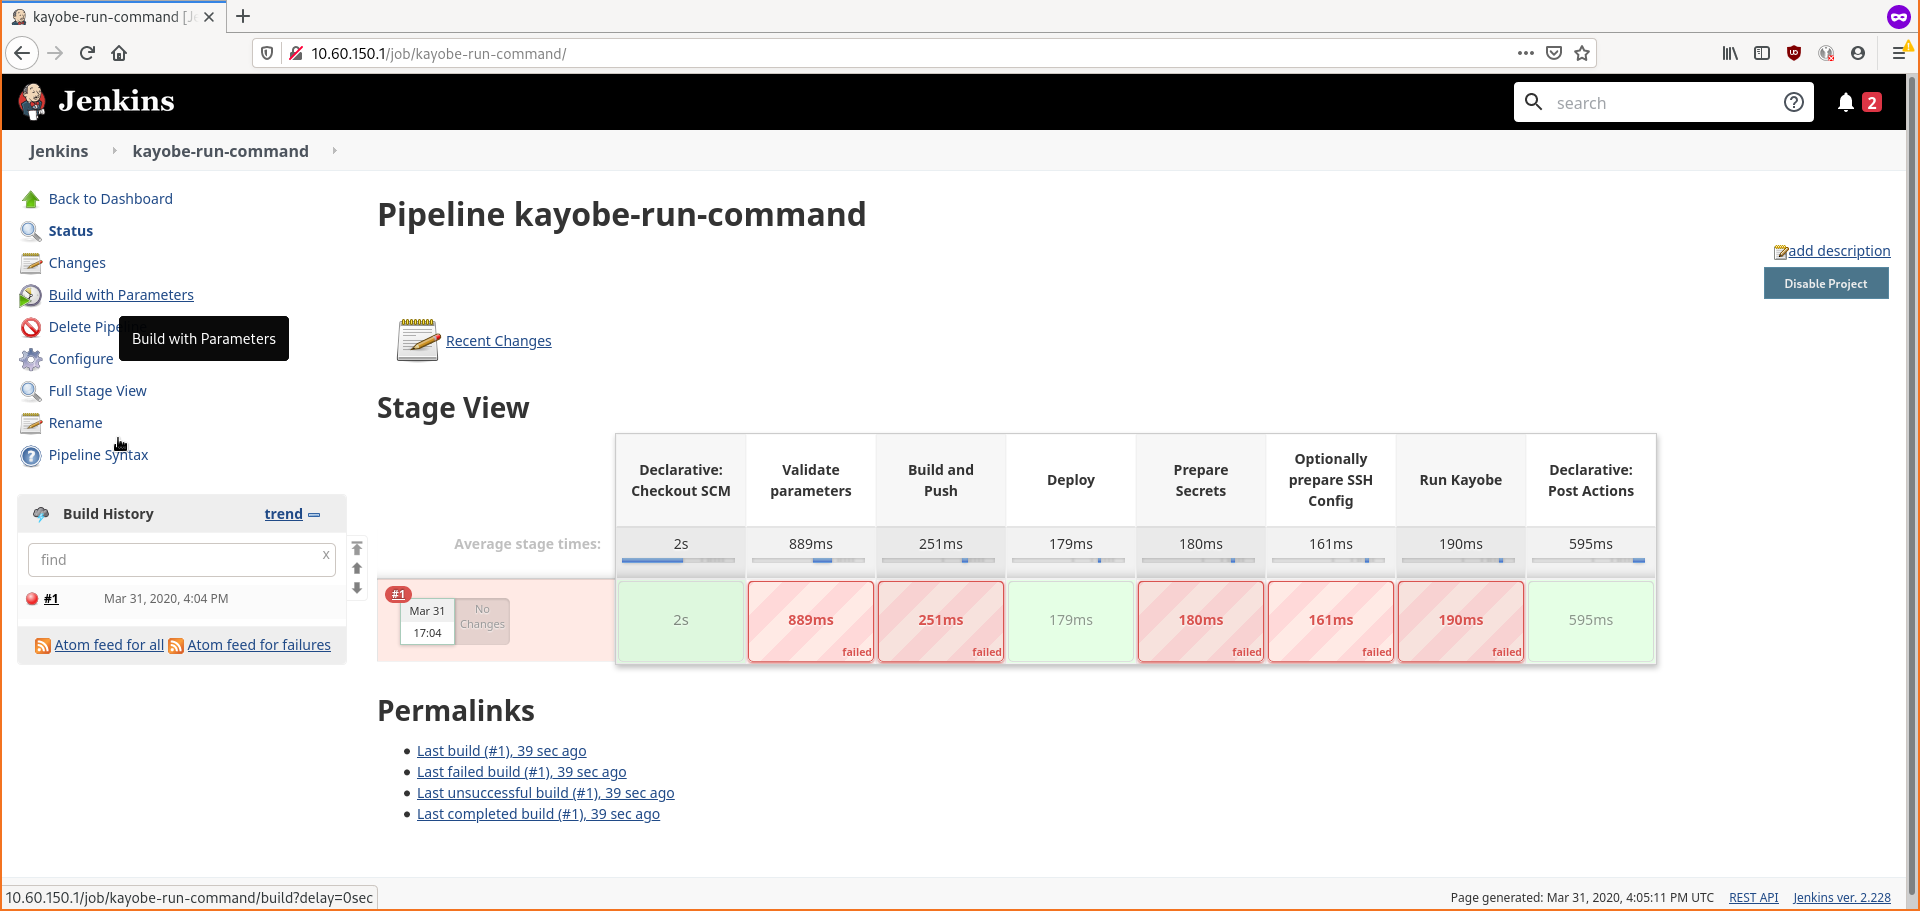 kayobe-run-command [Je
10.60.150.1/job/kayobe-run-command/
Jenkins
search
2
Jenkins
kayobe-run-command
Back to Dashboard
Status
Changes
Build with Parameters
Delete Pipe
Build with Parameters
Configure
Full Stage View
Rename
Pipeline Syntax
Build History
trend
find
x
#1
Mar 31, 2020, 4:04 PM
Atom feed for all
Atom feed for failures
Pipeline kayobe-run-command
add description
Disable Project
Recent Changes
Stage View
Declarative: Checkout SCM
Validate parameters
Build and Push
Deploy
Prepare Secrets
Optionally prepare SSH Config
Run Kayobe
Declarative: Post Actions
Average stage times:
2s
889ms
251ms
179ms
180ms
161ms
190ms
595ms
#1
Mar 31
17:04
No Changes
2s
889ms
failed
251ms
failed
179ms
180ms
failed
161ms
failed
190ms
failed
595ms
Permalinks
Last build (#1), 39 sec ago
Last failed build (#1), 39 sec ago
Last unsuccessful build (#1), 39 sec ago
Last completed build (#1), 39 sec ago
10.60.150.1/job/kayobe-run-command/build?delay=0sec
Page generated: Mar 31, 2020, 4:05:11 PM UTC
REST API
Jenkins ver. 2.228